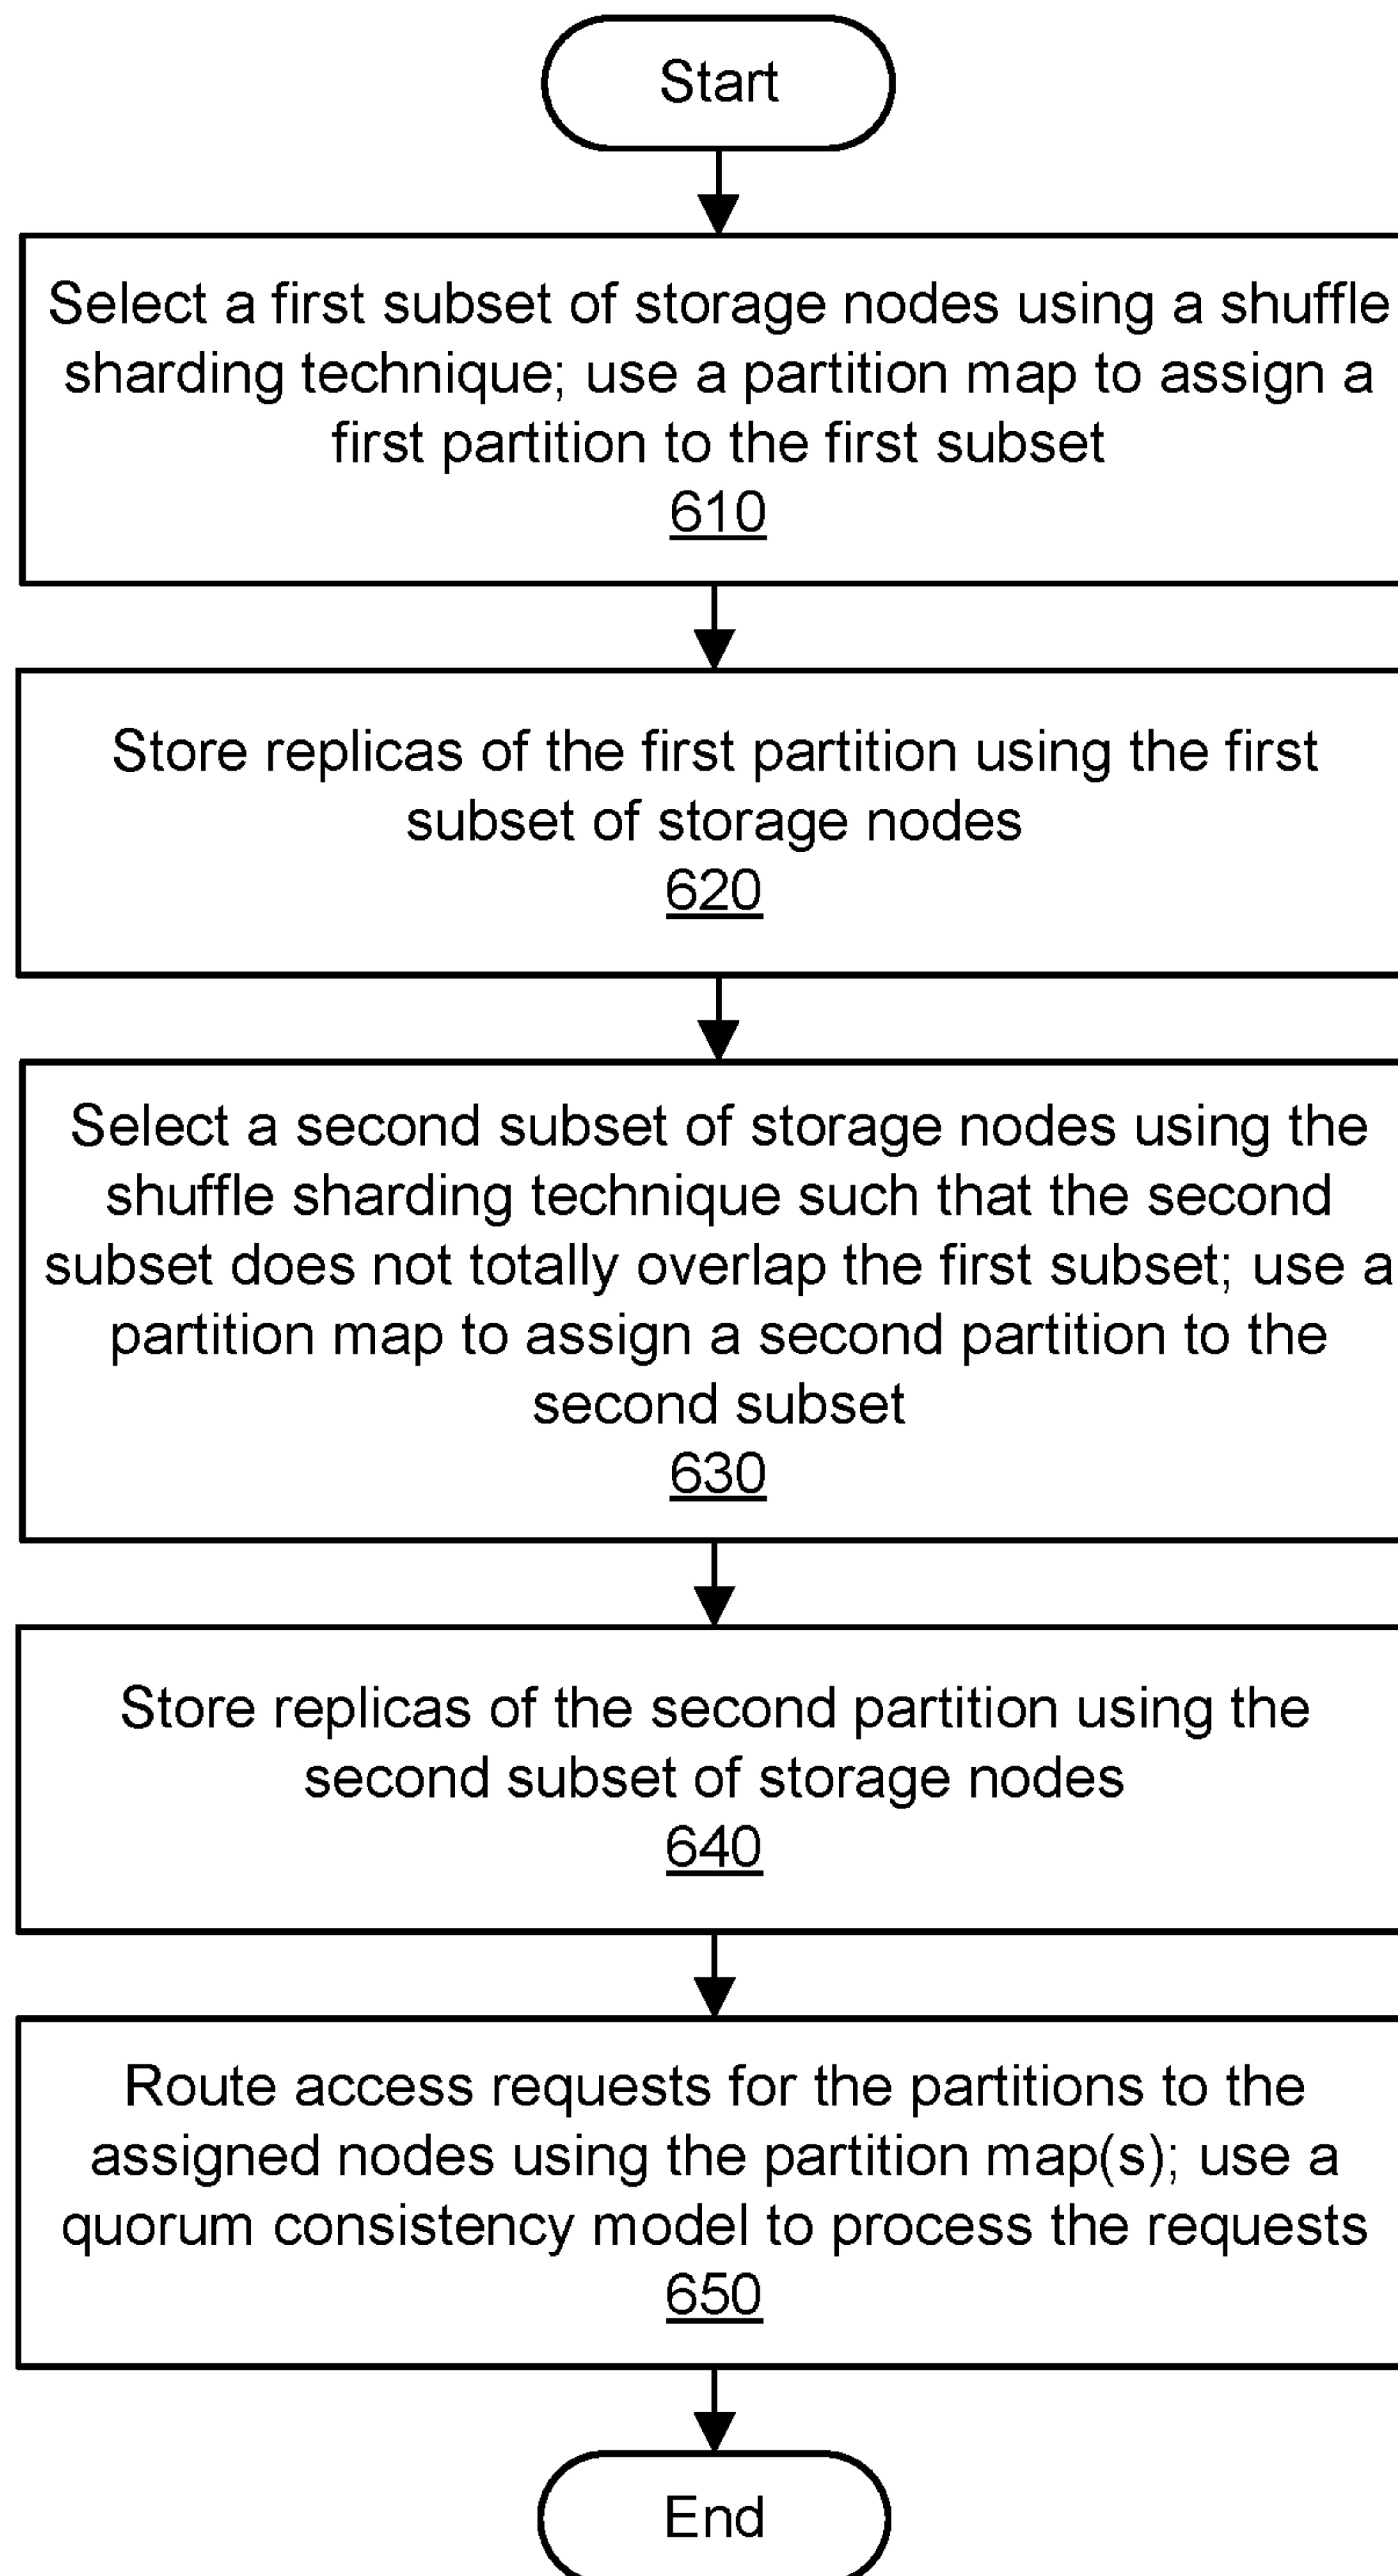 Start
Select a first subset of storage nodes using a shuffle
sharding technique; use a partition map to assign a
first partition to the first subset
610
Store replicas of the first partition using the first
subset of storage nodes
620
Select a second subset of storage nodes using the
shuffle sharding technique such that the second
subset does not totally overlap the first subset; use a
partition map to assign a second partition to the
second subset
630
Store replicas of the second partition using the
second subset of storage nodes
640
Route access requests for the partitions to the
assigned nodes using the partition map(s); use a
quorum consistency model to process the requests
650
End